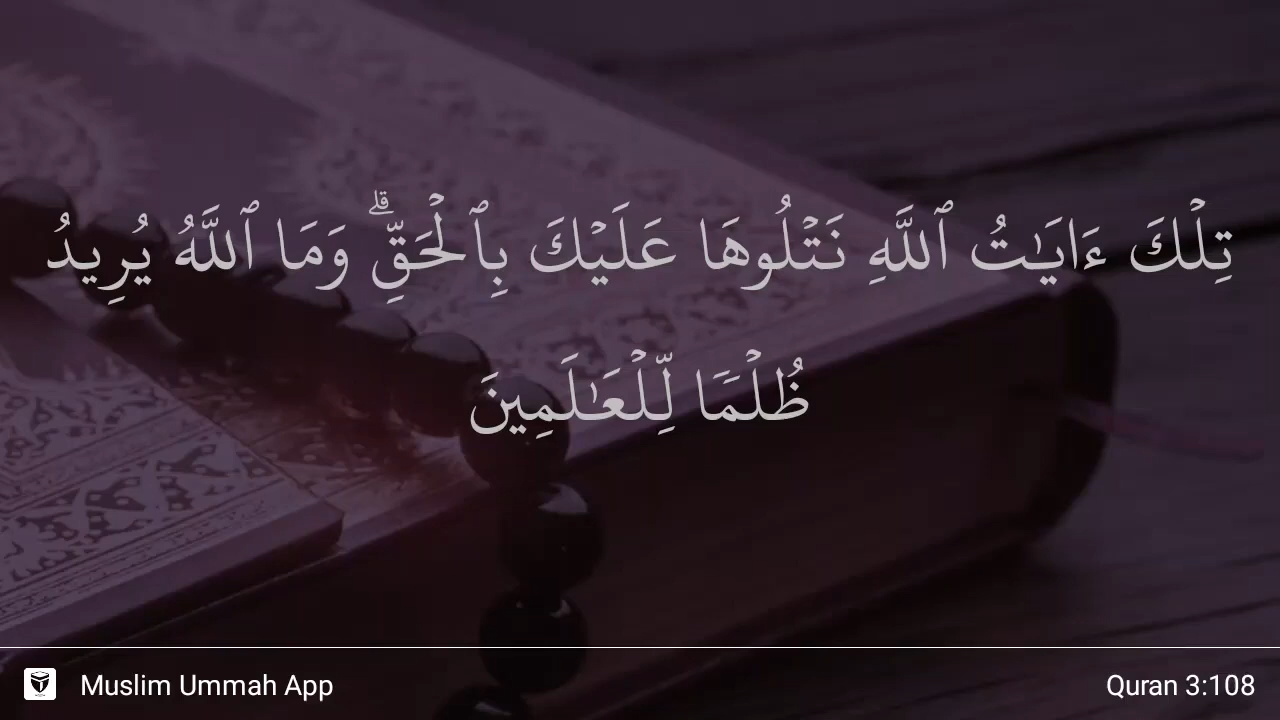 تِلۡكَ ءَايَٰتُ ٱللَّهِ نَتۡلُوهَا عَلَيۡكَ بِٱلۡحَقِّۗ وَمَا ٱللَّهُ يُرِيدُ
ظُلۡمٗا لِّلۡعَٰلَمِينَ
Muslim Ummah App
Quran 3:108